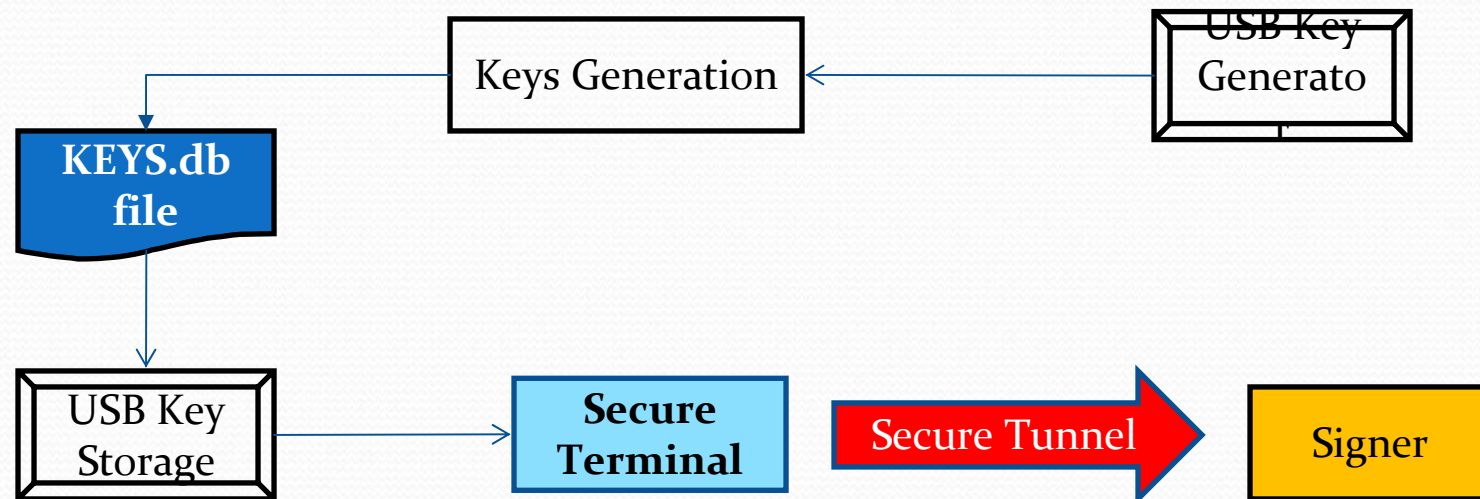 Keys Generation
USB Key
Generato
r
KEYS.db
file
USB Key
Storage
Secure
Terminal
Secure Tunnel
Signer